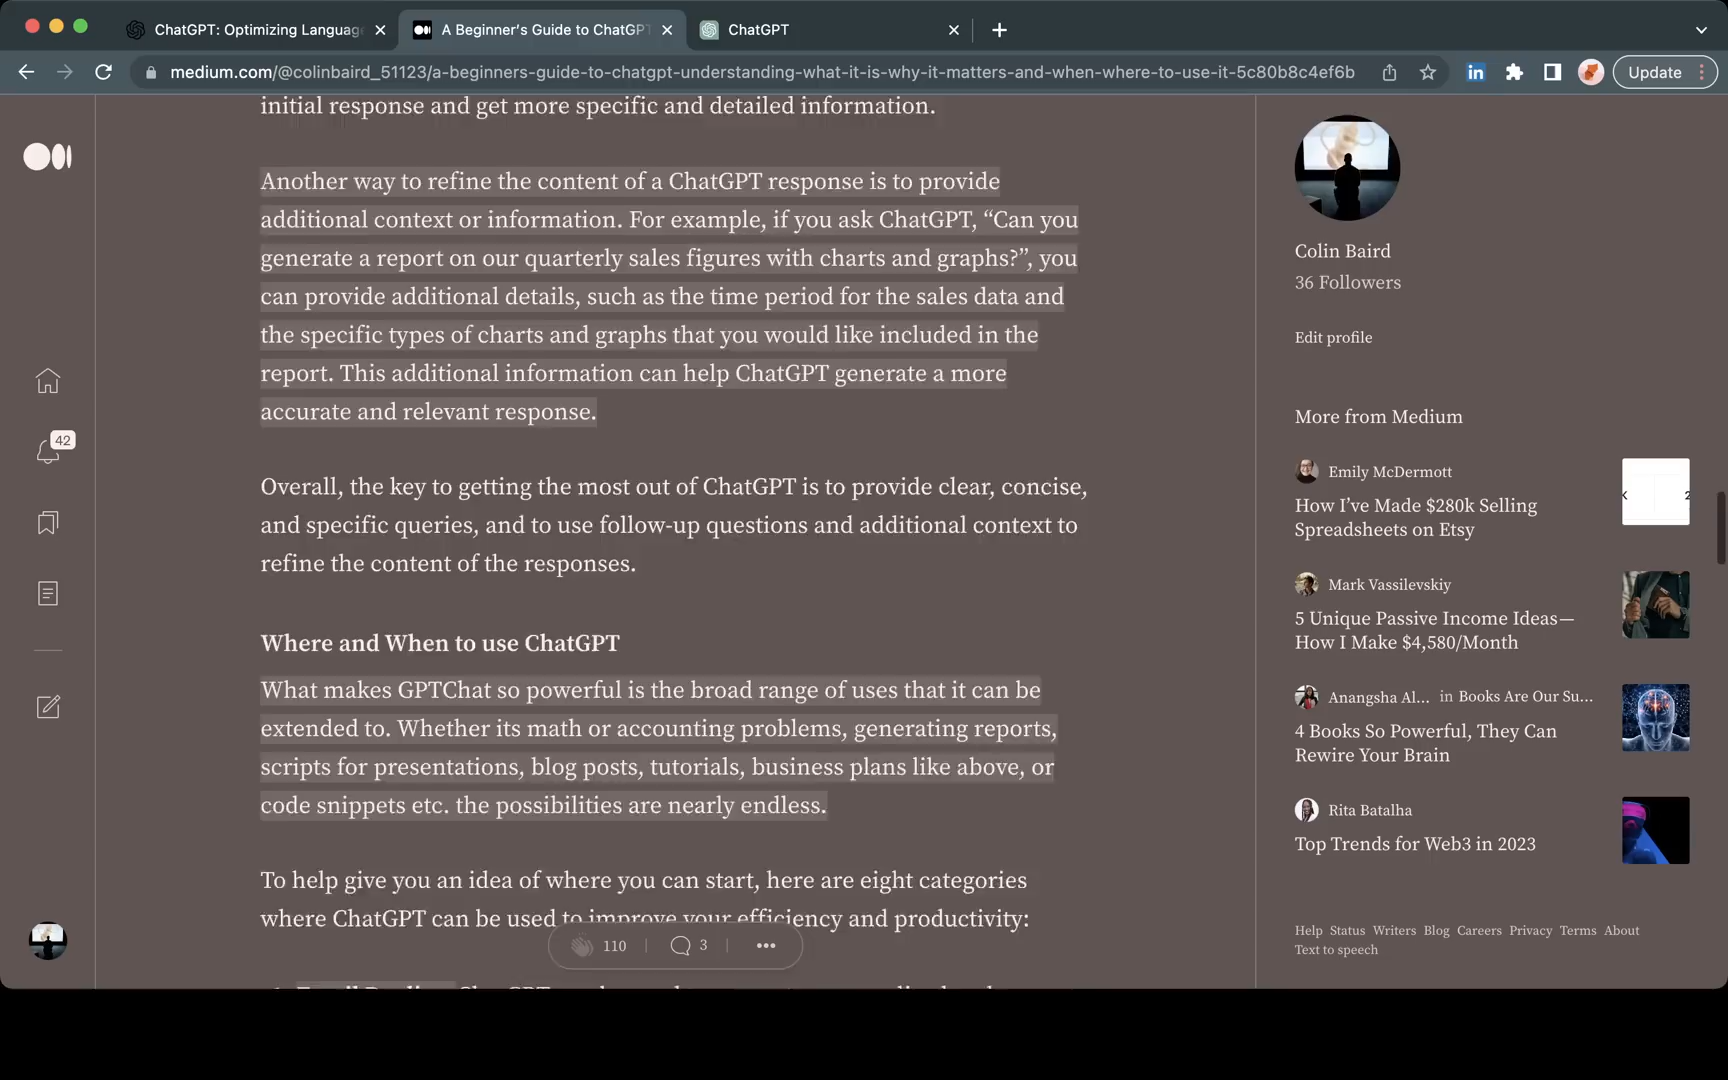 ChatGPT: Optimizing Language
A Beginner's Guide to ChatGPT
ChatGPT
medium.com/@colinbaird_51123/a-beginners-guide-to-chatgpt-understanding-what-it-is-why-it-matters-and-when-where-to-use-it-5c80b8c4ef6b
in
Update
initial response and get more specific and detailed information.
Another way to refine the content of a ChatGPT response is to provide
additional context or information. For example, if you ask ChatGPT, “Can you
generate a report on our quarterly sales figures with charts and graphs?”, you
can provide additional details, such as the time period for the sales data and
the specific types of charts and graphs that you would like included in the
report. This additional information can help ChatGPT generate a more
accurate and relevant response.
Overall, the key to getting the most out of ChatGPT is to provide clear, concise,
and specific queries, and to use follow-up questions and additional context to
refine the content of the responses.
Where and When to use ChatGPT
What makes GPTChat so powerful is the broad range of uses that it can be
extended to. Whether its math or accounting problems, generating reports,
scripts for presentations, blog posts, tutorials, business plans like above, or
code snippets etc. the possibilities are nearly endless.
To help give you an idea of where you can start, here are eight categories
where ChatGPT can be used to improve your efficiency and productivity:
42
110
3
Colin Baird
36 Followers
Edit profile
More from Medium
Emily McDermott
How I’ve Made $280k Selling
Spreadsheets on Etsy
Mark Vassilevskiy
5 Unique Passive Income Ideas—
How I Make $4,580/Month
Anangsha Al... in Books Are Our Su...
4 Books So Powerful, They Can
Rewire Your Brain
Rita Batalha
Top Trends for Web3 in 2023
Help Status Writers Blog Careers Privacy Terms About
Text to speech